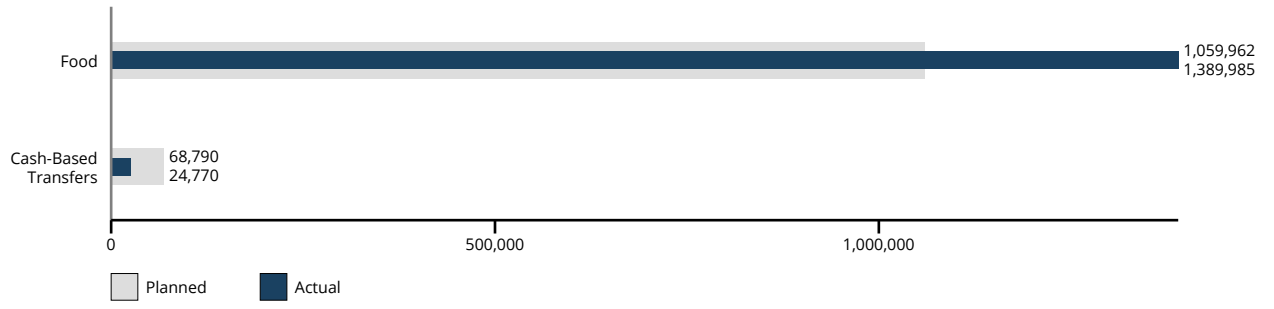 Food
1,059,962
1,389,985
Cash-Based
Transfers
68,790
24,770
0
500,000
1,000,000
Planned
Actual